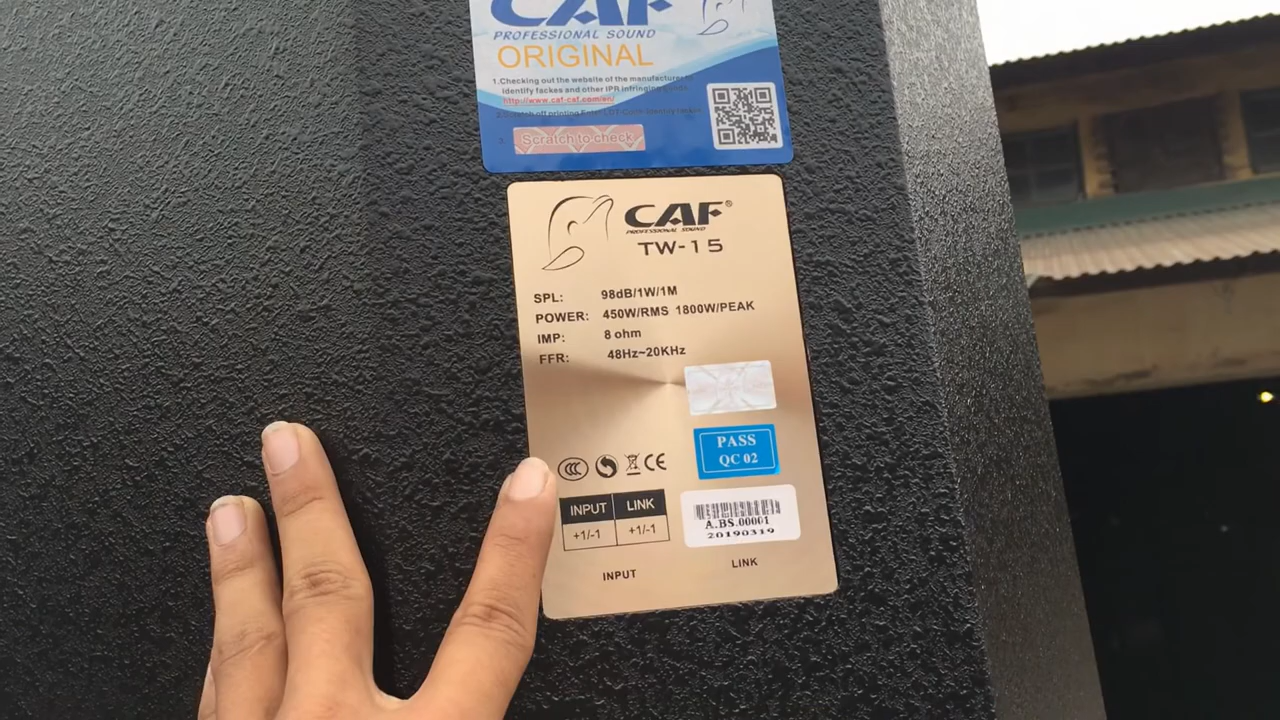 CAF
PROFESSIONAL SOUND
ORIGINAL
1.Checking out the website of the manufacturer to
identify fackes and other IPR infringing goods.
http://www.caf-caf.com/en/
Scratch to check
CAF®
PROFESSIONAL SOUND
TW-15
SPL: 98dB/1W/1M
POWER: 450W/RMS 1800W/PEAK
IMP: 8 ohm
FFR: 48Hz~20KHz
PASS
QC 02
CCC CE
INPUT LINK
+1/-1 +1/-1
A.BS.00001
20190319
INPUT LINK